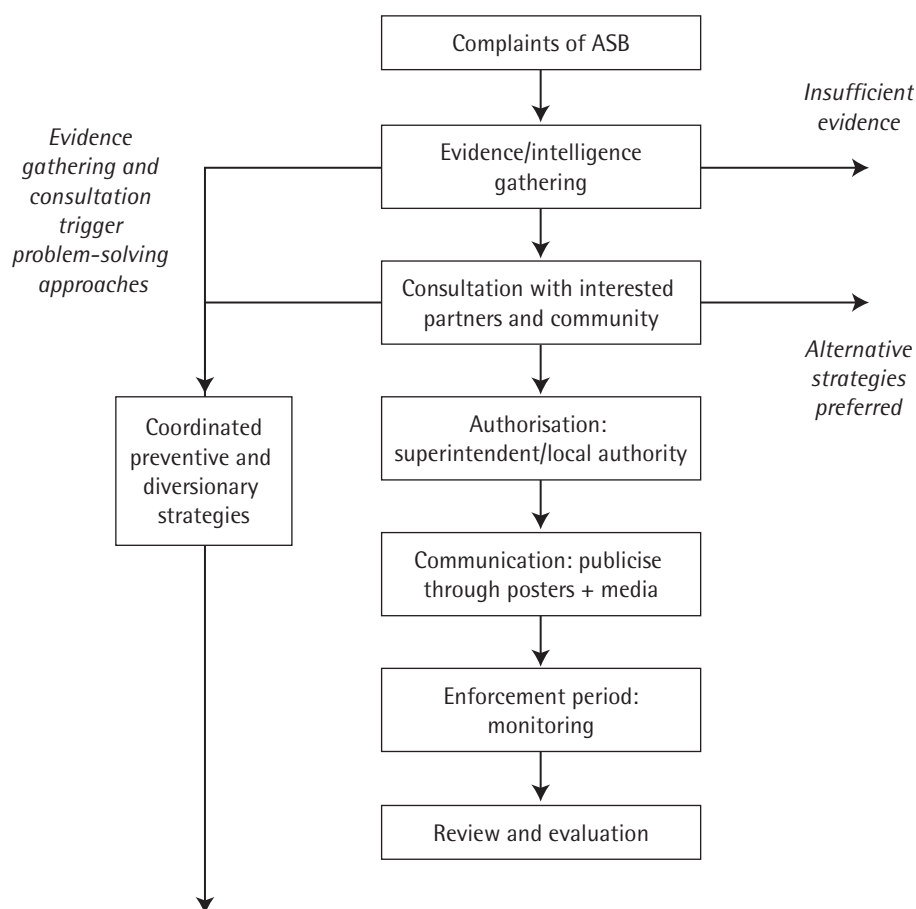 Complaints of ASB
Insufficient
evidence
Evidence
gathering and
consultation
trigger
problem-solving
approaches
Evidence/intelligence
gathering
Consultation with interested
partners and community
Alternative
strategies
preferred
Coordinated
preventive and
diversionary
strategies
Authorisation:
superintendent/local authority
Communication: publicise
through posters + media
Enforcement period:
monitoring
Review and evaluation